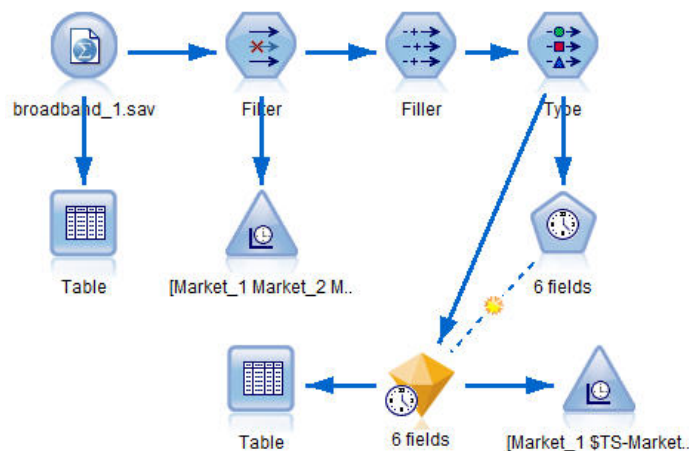 broadband_1.sav
Filter
Filler
Type
Table
[Market_1 Market_2 M..
6 fields
Table
6 fields
[Market_1 $TS-Market..